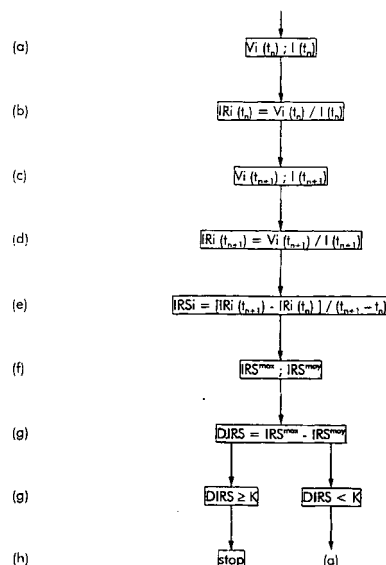 (a) Vi (tn) ; I (tn)
(b) IRi (tn) = Vi (tn) / I (tn)
(c) Vi (tn+1) ; I (tn+1)
(d) IRi (tn+1) = Vi (tn+1) / I (tn+1)
(e) IRSi = [IRi (tn+1) - IRi (tn) ] / (tn+1 - tn)
(f) IRSmax ; IRSmoy
(g) DIRS = IRSmax - IRSmoy
(g) DIRS ≥ K DIRS < K
(h) stop (a)